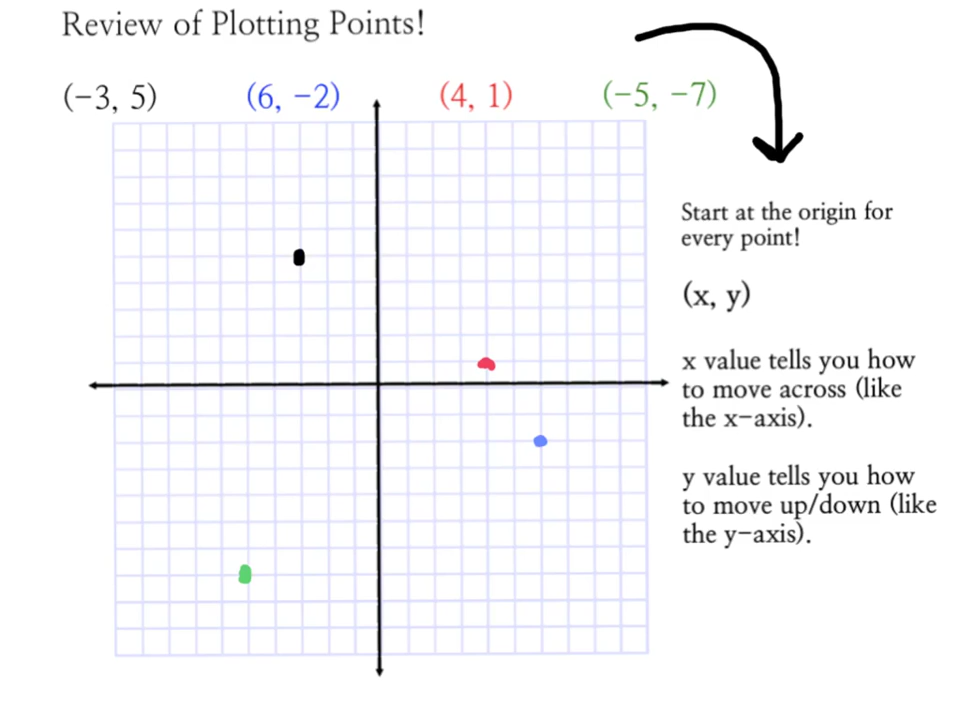 Review of Plotting Points!
(−3, 5) (6, −2) (4, 1) (−5, −7)
Start at the origin for
every point!
(x, y)
x value tells you how
to move across (like
the x−axis).
y value tells you how
to move up/down (like
the y−axis).